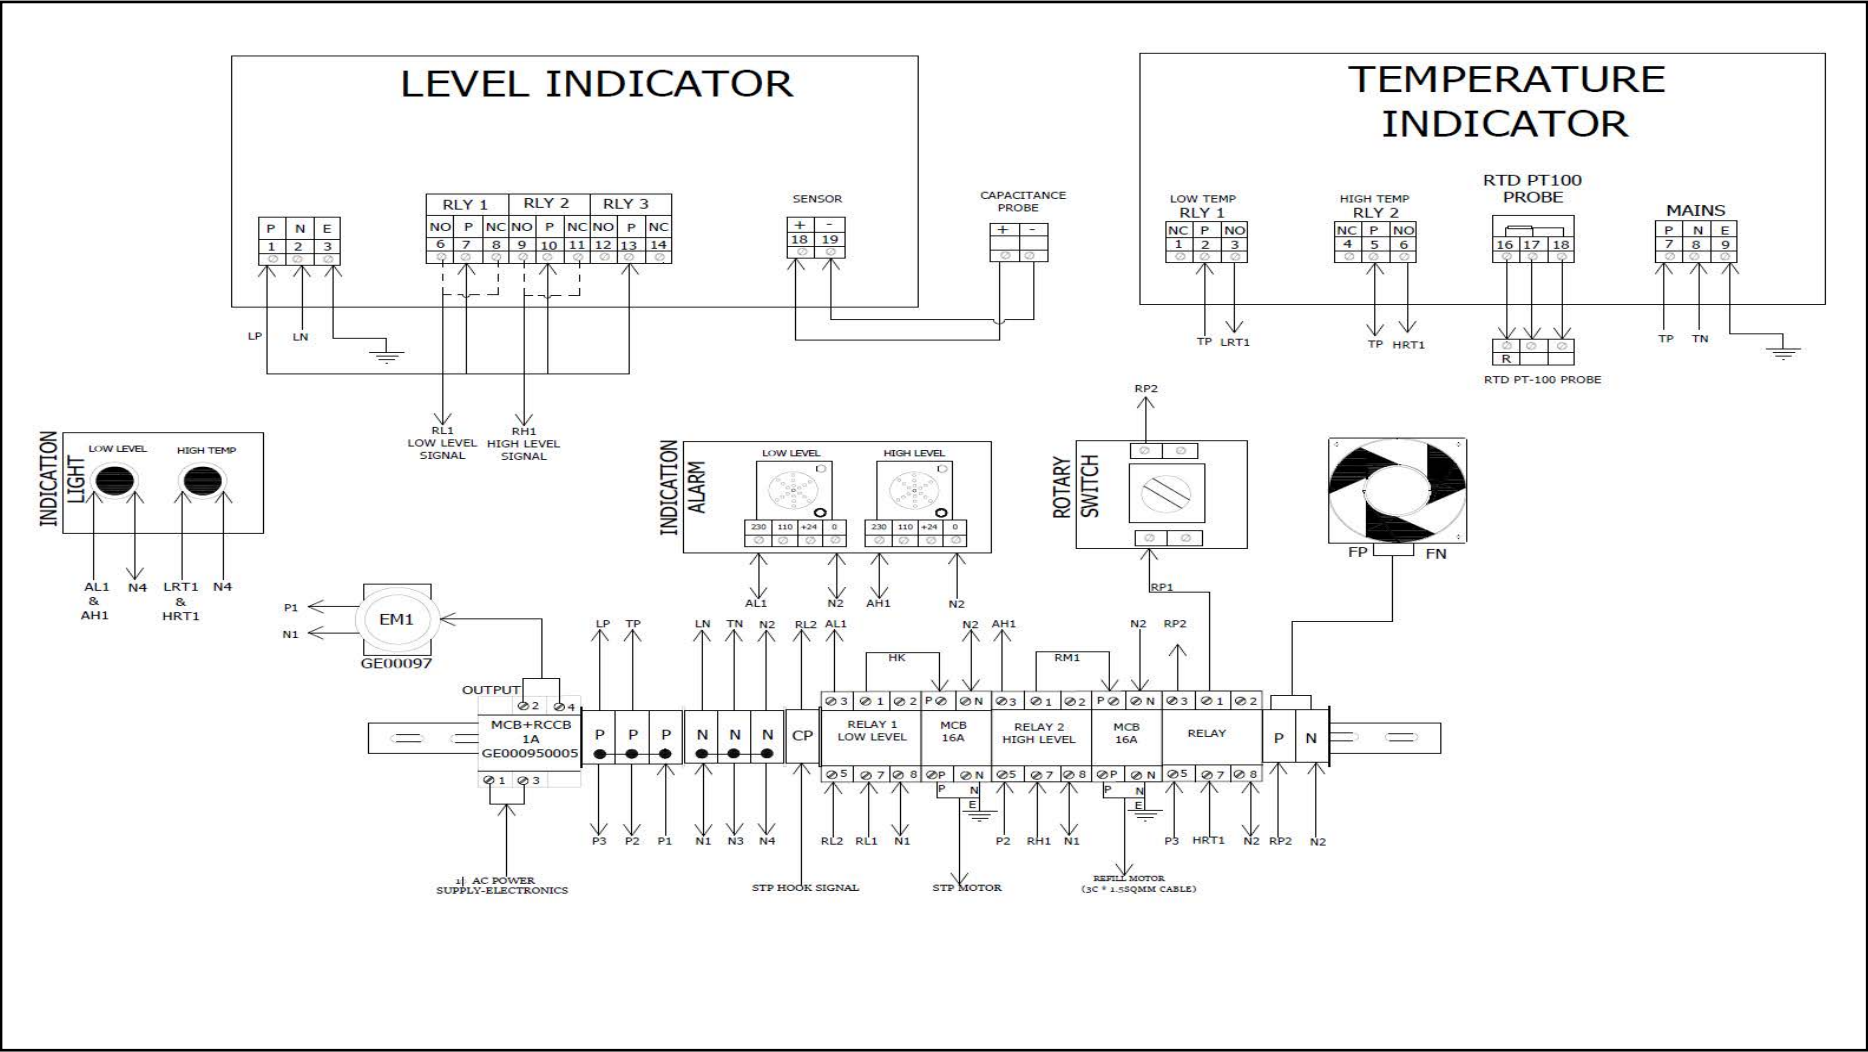 LEVEL INDICATOR
P N E
1 2 3
RLY 1 RLY 2 RLY 3
NO P NC NO P NC NO P NC
6 7 8 9 10 11 12 13 14
SENSOR
+ -
18 19
CAPACITANCE
PROBE
+ -
LP LN
RL1
LOW LEVEL
SIGNAL
RH1
HIGH LEVEL
SIGNAL
TEMPERATURE
INDICATOR
LOW TEMP
RLY 1
NC P NO
1 2 3
TP LRT1
HIGH TEMP
RLY 2
NC P NO
4 5 6
TP HRT1
RTD PT100
PROBE
16 17 18
R
RTD PT-100 PROBE
MAINS
P N E
7 8 9
TP TN
INDICATION
LIGHT
LOW LEVEL HIGH TEMP
AL1 N4 LRT1 N4
& &
AH1 HRT1
INDICATION
ALARM
LOW LEVEL HIGH LEVEL
230 110 +24 0 230 110 +24 0
AL1 N2 AH1 N2
ROTARY
SWITCH
RP2
RP1
FP FN
P1
N1
EM1
GE00097
OUTPUT
2 4
MCB+RCCB
1A
GE000950005
1 3
1ɸ AC POWER
SUPPLY-ELECTRONICS
LP TP LN TN N2 RL2 AL1 N2 AH1 N2 RP2
HK RM1
3 1 2 P N 3 1 2 P N 3 1 2
P P P N N N CP
RELAY 1
LOW LEVEL
MCB
16A
RELAY 2
HIGH LEVEL
MCB
16A
RELAY
P N
5 7 8 P N 5 7 8 P N 5 7 8
P N P N
E E
P3 P2 P1 N1 N3 N4 RL2 RL1 N1 P2 RH1 N1 P3 HRT1 N2 RP2 N2
STP HOOK SIGNAL
STP MOTOR
REFILL MOTOR
(3C * 1.5SQMM CABLE)